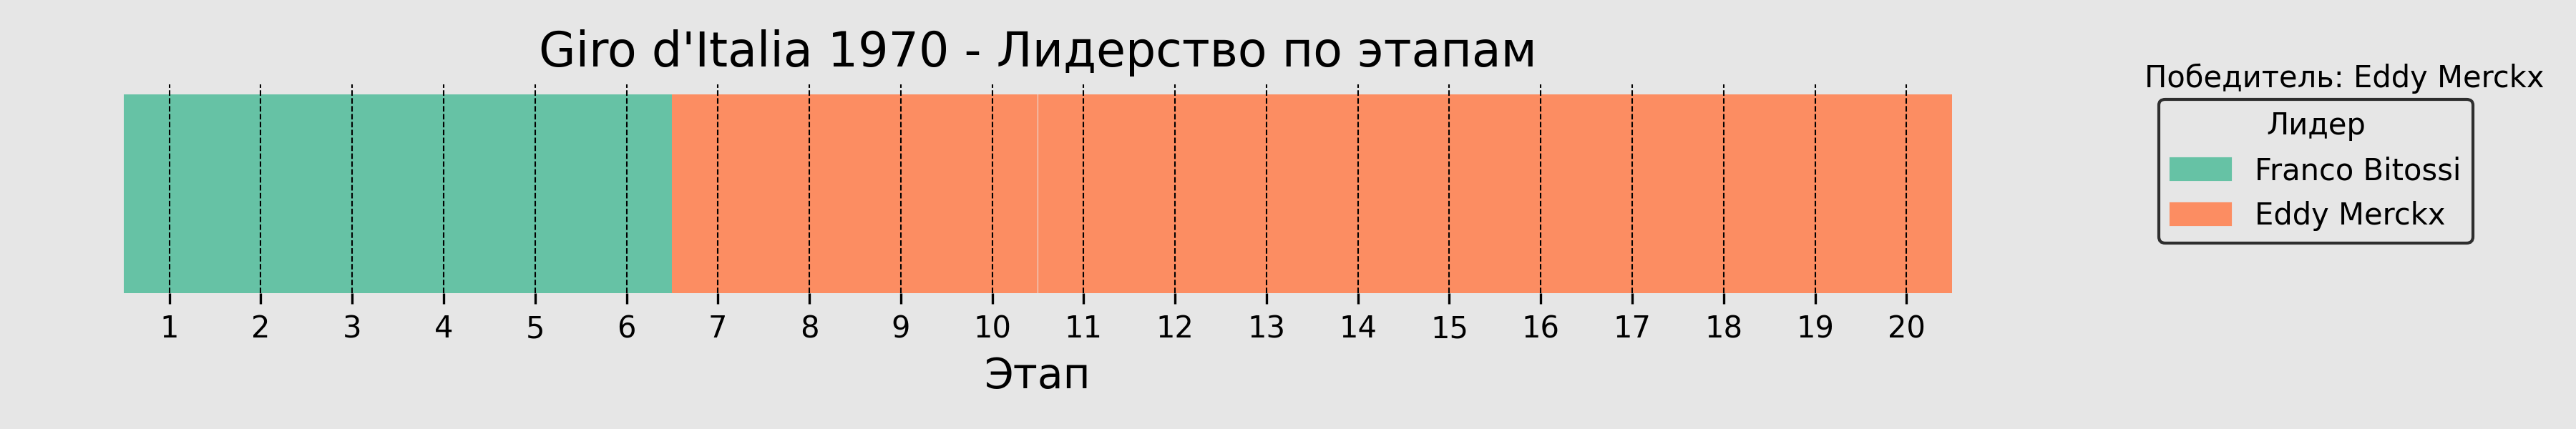 Giro d'Italia 1970 - Лидерство по этапам
Победитель: Eddy Merckx
Лидер
Franco Bitossi
Eddy Merckx
1 2 3 4 5 6 7 8 9 10 11 12 13 14 15 16 17 18 19 20
Этап